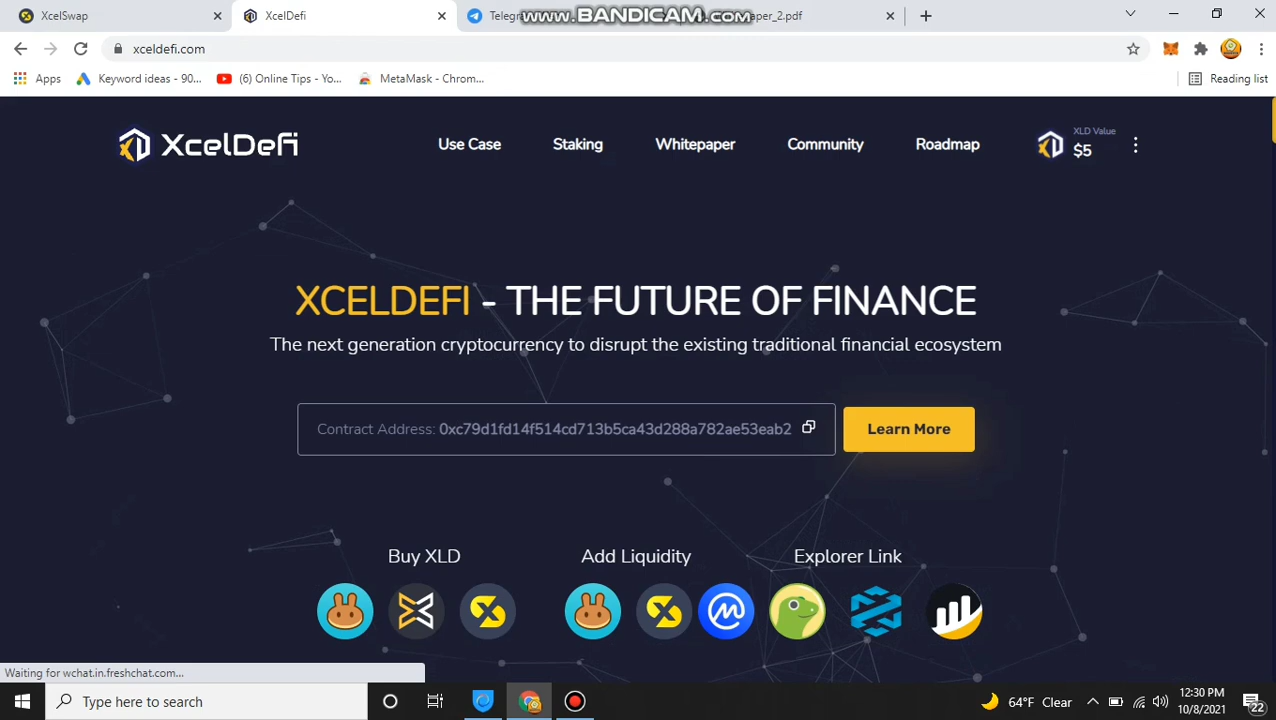 XcelSwap
XcelDefi
Telegr
www.BANDICAM.com
aper_2.pdf
xceldefi.com
Apps
Keyword ideas - 90...
(6) Online Tips - Yo...
MetaMask - Chrom...
Reading list
XcelDefi
Use Case
Staking
Whitepaper
Community
Roadmap
XLD Value
$5
XCELDEFI - THE FUTURE OF FINANCE
The next generation cryptocurrency to disrupt the existing traditional financial ecosystem
Contract Address: 0xc79d1fd14f514cd713b5ca43d288a782ae53eab2
Learn More
Buy XLD
Add Liquidity
Explorer Link
Waiting for wchat.in.freshchat.com...
Type here to search
64°F Clear
12:30 PM
10/8/2021
22